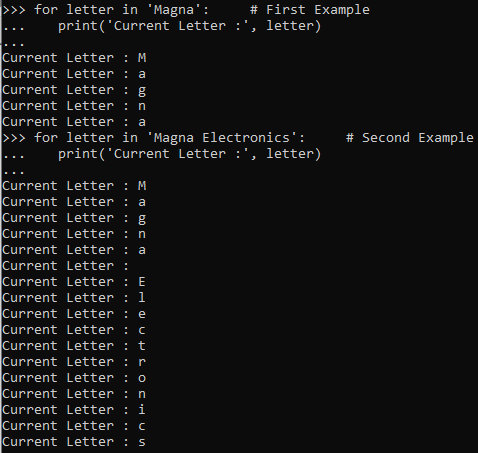 >>> for letter in 'Magna':     # First Example
...    print('Current Letter :', letter)
...
Current Letter : M
Current Letter : a
Current Letter : g
Current Letter : n
Current Letter : a
>>> for letter in 'Magna Electronics':     # Second Example
...    print('Current Letter :', letter)
...
Current Letter : M
Current Letter : a
Current Letter : g
Current Letter : n
Current Letter : a
Current Letter :
Current Letter : E
Current Letter : l
Current Letter : e
Current Letter : c
Current Letter : t
Current Letter : r
Current Letter : o
Current Letter : n
Current Letter : i
Current Letter : c
Current Letter : s